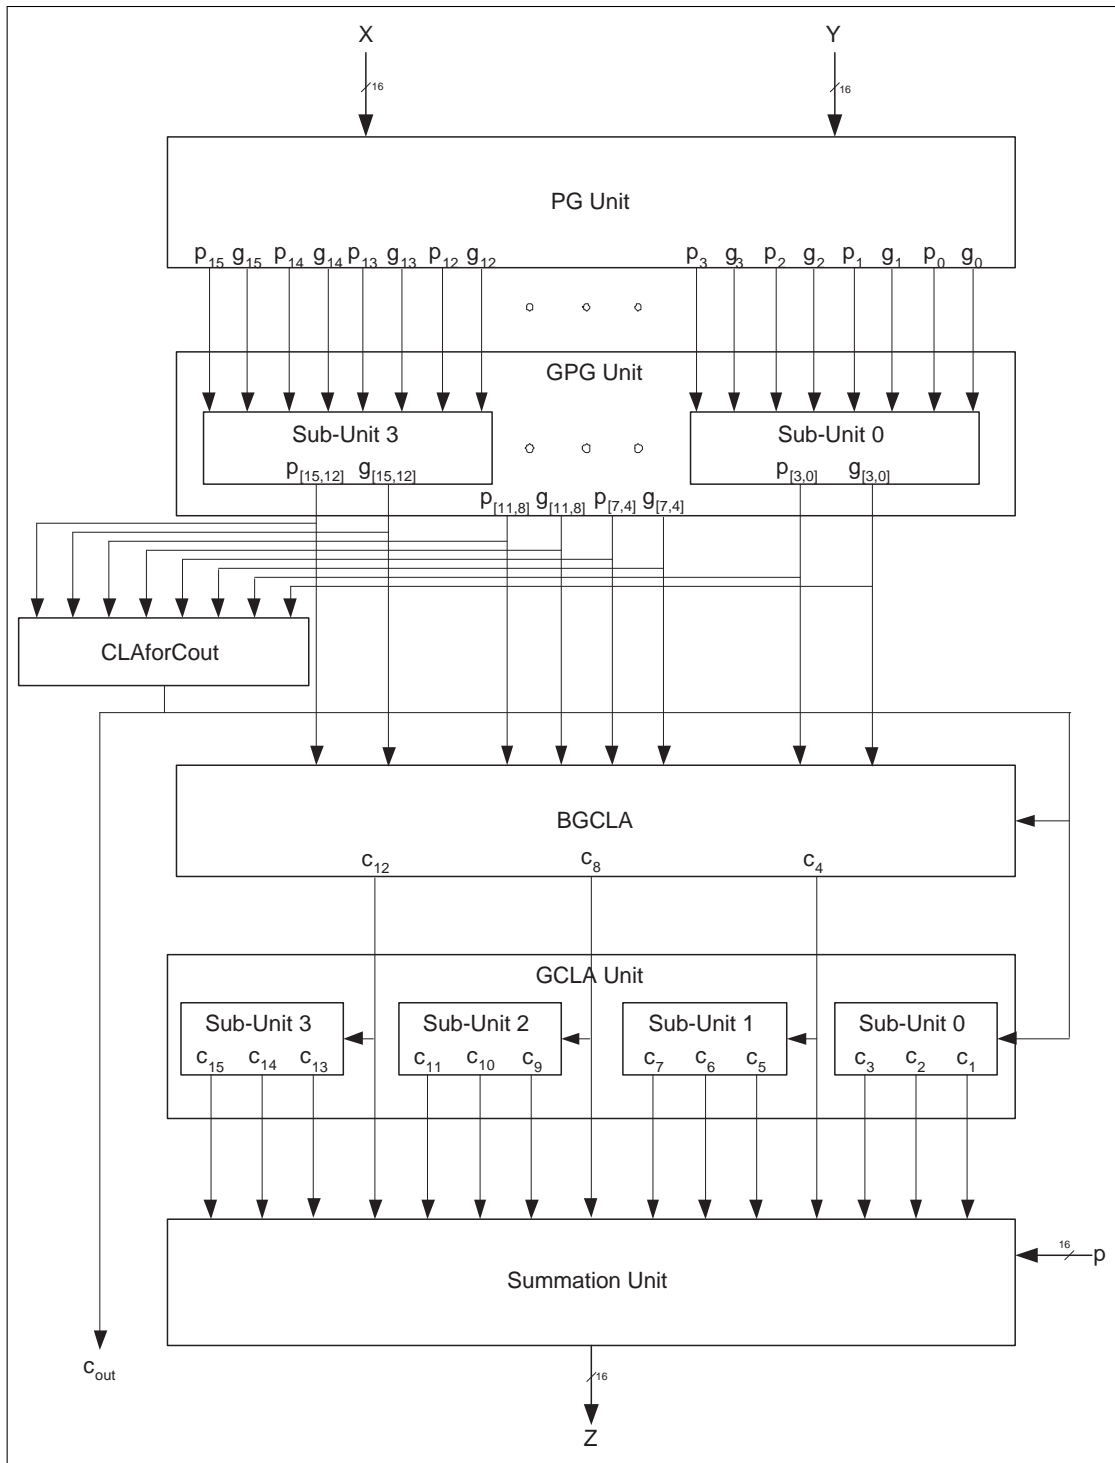 X Y
16 16
PG Unit
p15 g15 p14 g14 p13 g13 p12 g12 p3 g3 p2 g2 p1 g1 p0 g0
GPG Unit
Sub-Unit 3 Sub-Unit 0
p[15,12] g[15,12] p[3,0] g[3,0]
p[11,8] g[11,8] p[7,4] g[7,4]
CLAforCout
BGCLA
c12 c8 c4
GCLA Unit
Sub-Unit 3 Sub-Unit 2 Sub-Unit 1 Sub-Unit 0
c15 c14 c13 c11 c10 c9 c7 c6 c5 c3 c2 c1
16
p
Summation Unit
cout
16
Z